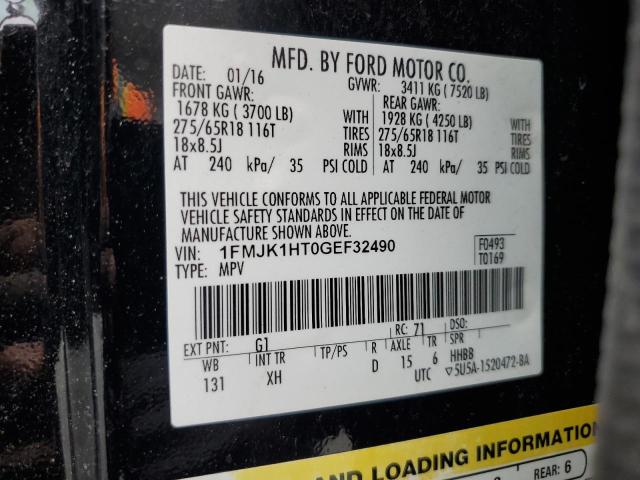 MFD. BY FORD MOTOR CO.
DATE: 01/16 GVWR: 3411 KG ( 7520 LB)
FRONT GAWR: REAR GAWR:
1678 KG ( 3700 LB) WITH 1928 KG ( 4250 LB) WITH
275/65R18 116T TIRES 275/65R18 116T TIRES
18x8.5J RIMS 18x8.5J RIMS
AT 240 kPa/ 35 PSI COLD AT 240 kPa/ 35 PSI COLD
THIS VEHICLE CONFORMS TO ALL APPLICABLE FEDERAL MOTOR
VEHICLE SAFETY STANDARDS IN EFFECT ON THE DATE OF
MANUFACTURE SHOWN ABOVE.
VIN: 1FMJK1HT0GEF32490 F0493
TYPE: MPV T0169
EXT PNT: G1 RC: 71 DSO:
WB INT TR TP/PS R AXLE TR SPR
131 XH D 15 6 HHBB
UTC ▽5U5A-1520472-BA
AND LOADING INFORMATION
REAR: 6